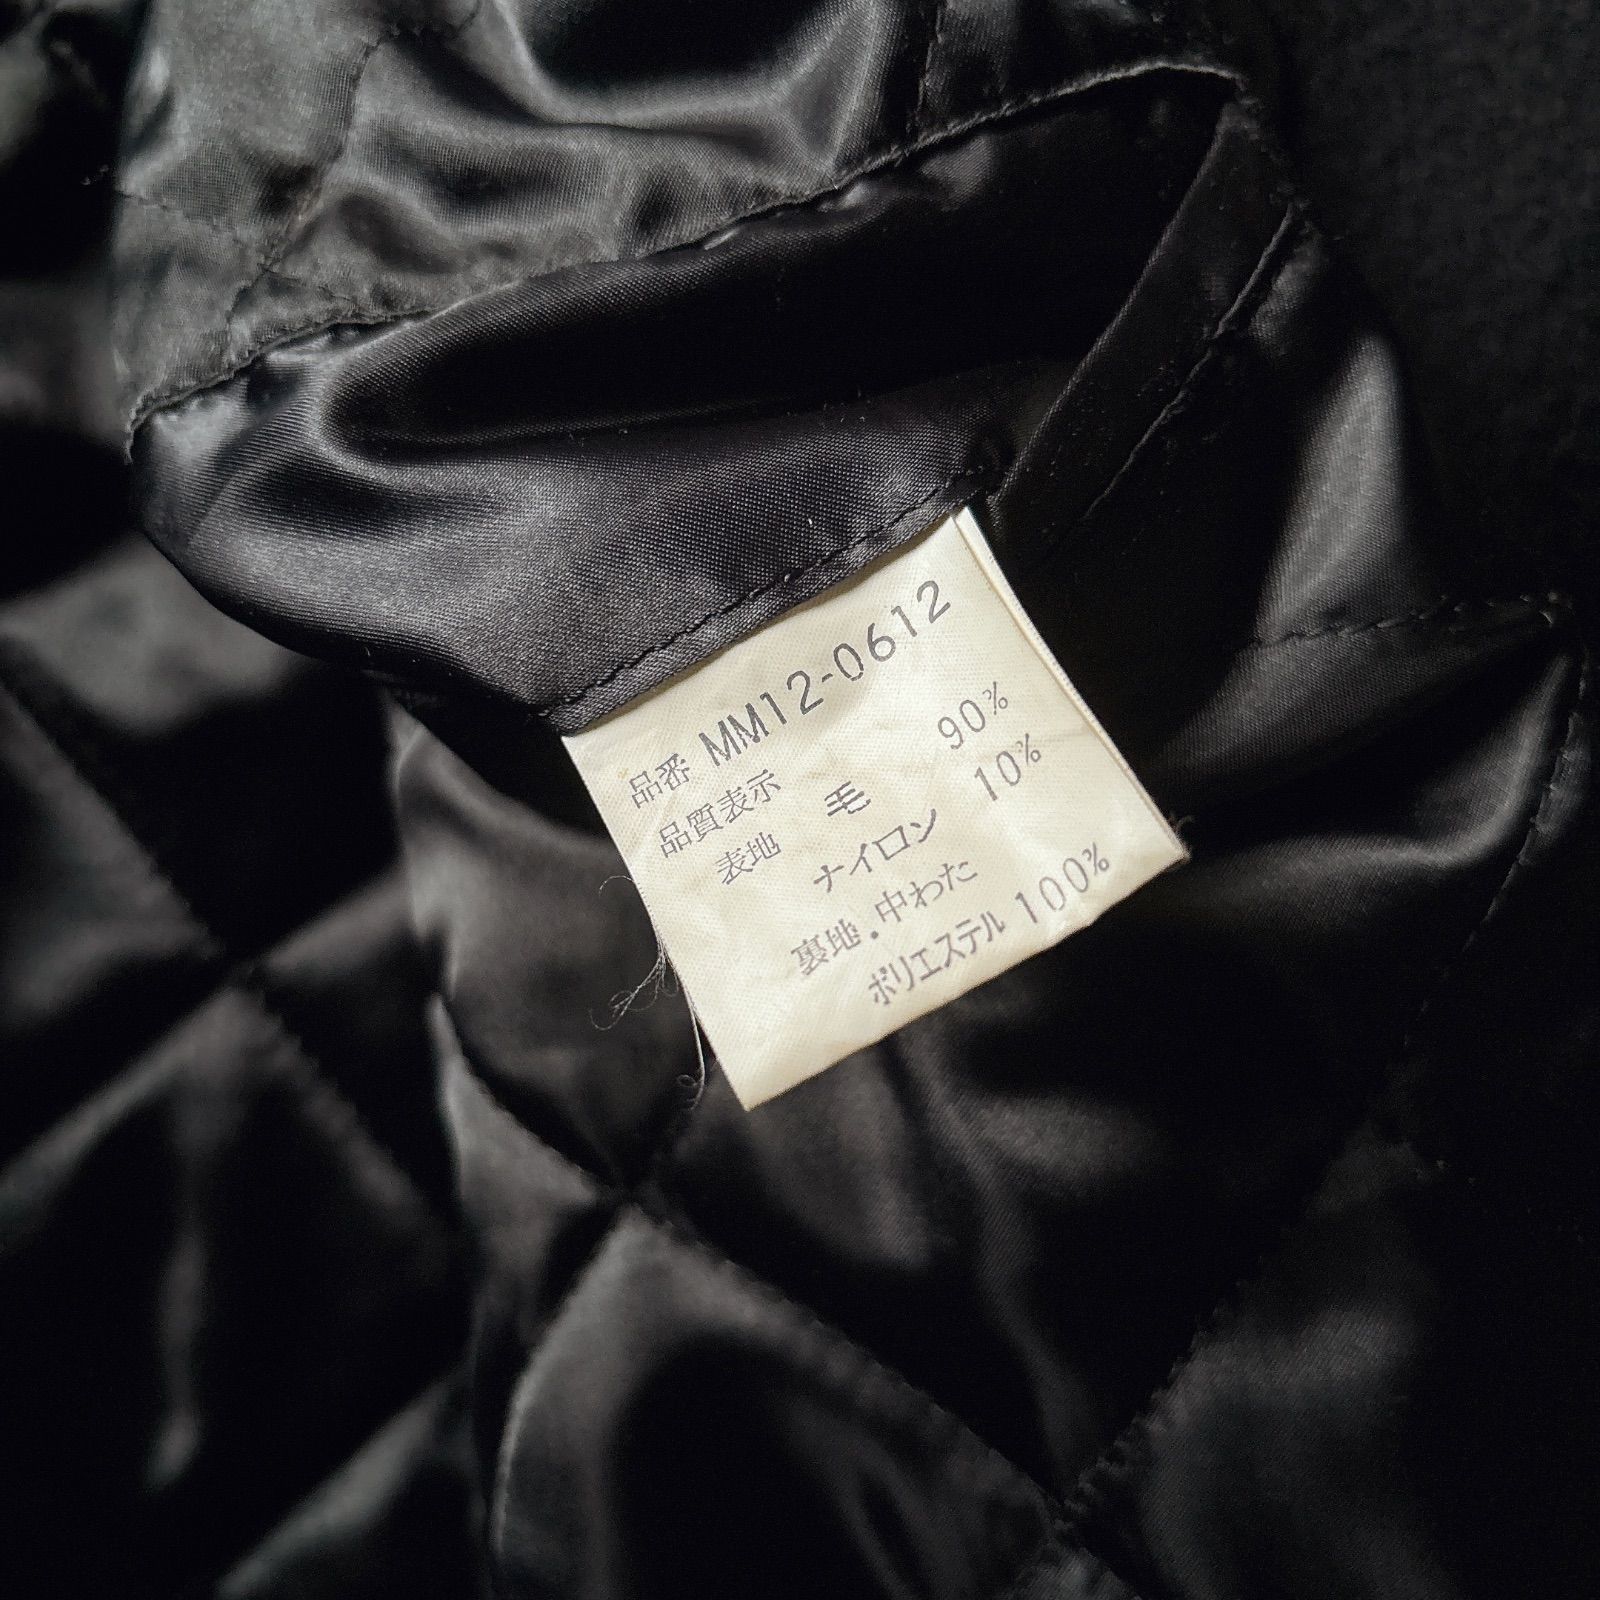 品番 MM12-0612
品質表示
表地 毛 90%
ナイロン 10%
裏地.中わた
ポリエステル 100%